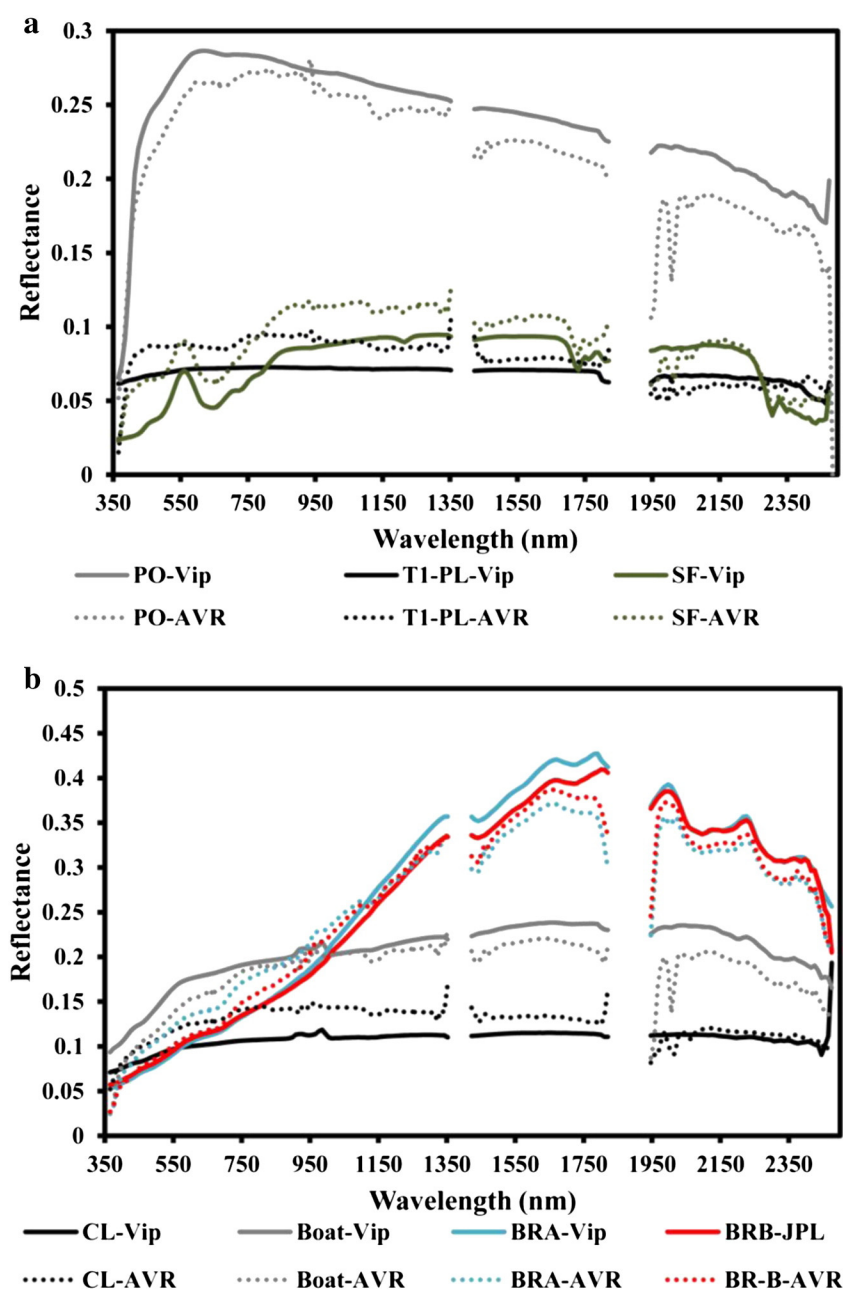 a
0.3
0.25
0.2
0.15
0.1
0.05
0
Reflectance
350 550 750 950 1150 1350 1550 1750 1950 2150 2350
Wavelength (nm)
PO-Vip T1-PL-Vip SF-Vip
PO-AVR T1-PL-AVR SF-AVR
b
0.5
0.45
0.4
0.35
0.3
0.25
0.2
0.15
0.1
0.05
0
Reflectance
350 550 750 950 1150 1350 1550 1750 1950 2150 2350
Wavelength (nm)
CL-Vip Boat-Vip BRA-Vip BRB-JPL
CL-AVR Boat-AVR BRA-AVR BR-B-AVR